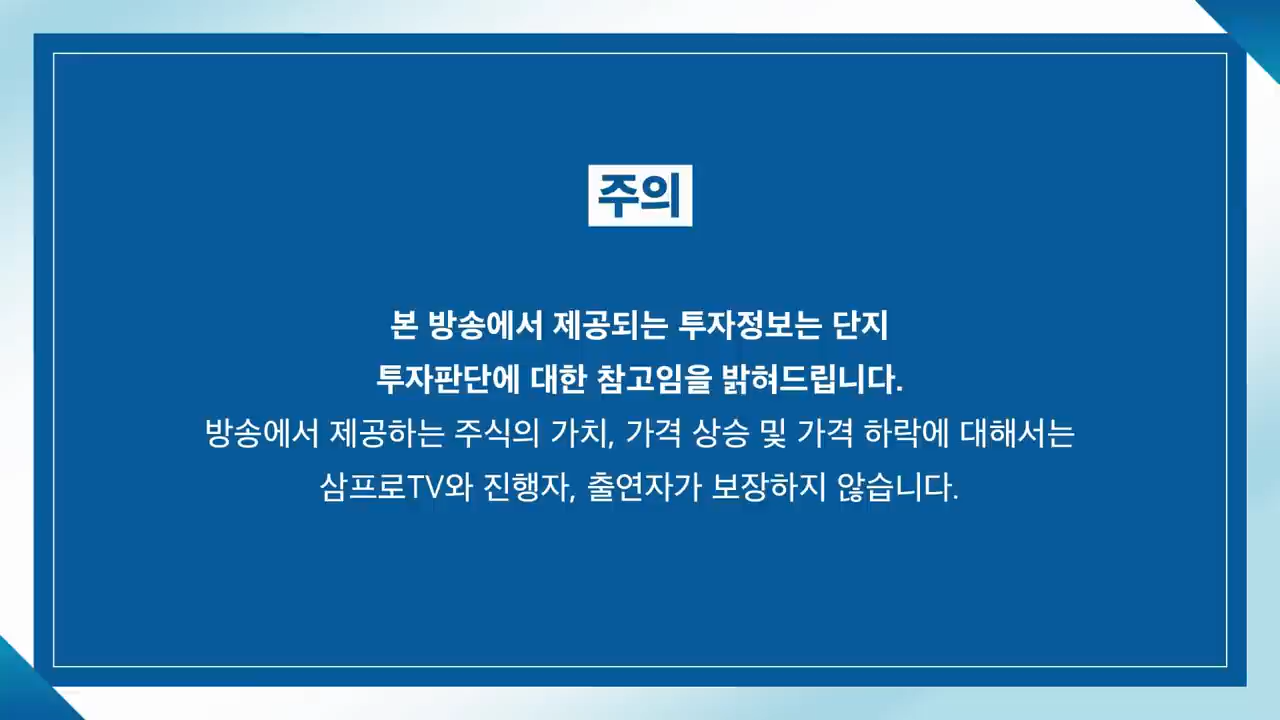 주의
본 방송에서 제공되는 투자정보는 단지
투자판단에 대한 참고임을 밝혀드립니다.
방송에서 제공하는 주식의 가치, 가격 상승 및 가격 하락에 대해서는
삼프로TV와 진행자, 출연자가 보장하지 않습니다.